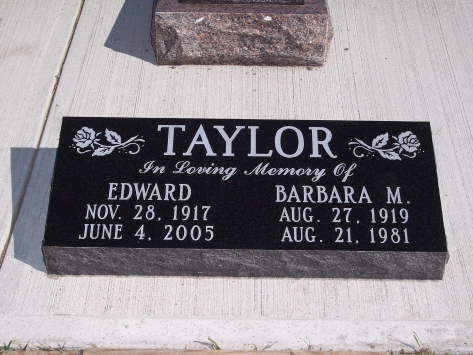 TAYLOR
In Loving Memory Of
EDWARD BARBARA M.
NOV. 28, 1917 AUG. 27, 1919
JUNE 4, 2005 AUG. 21, 1981